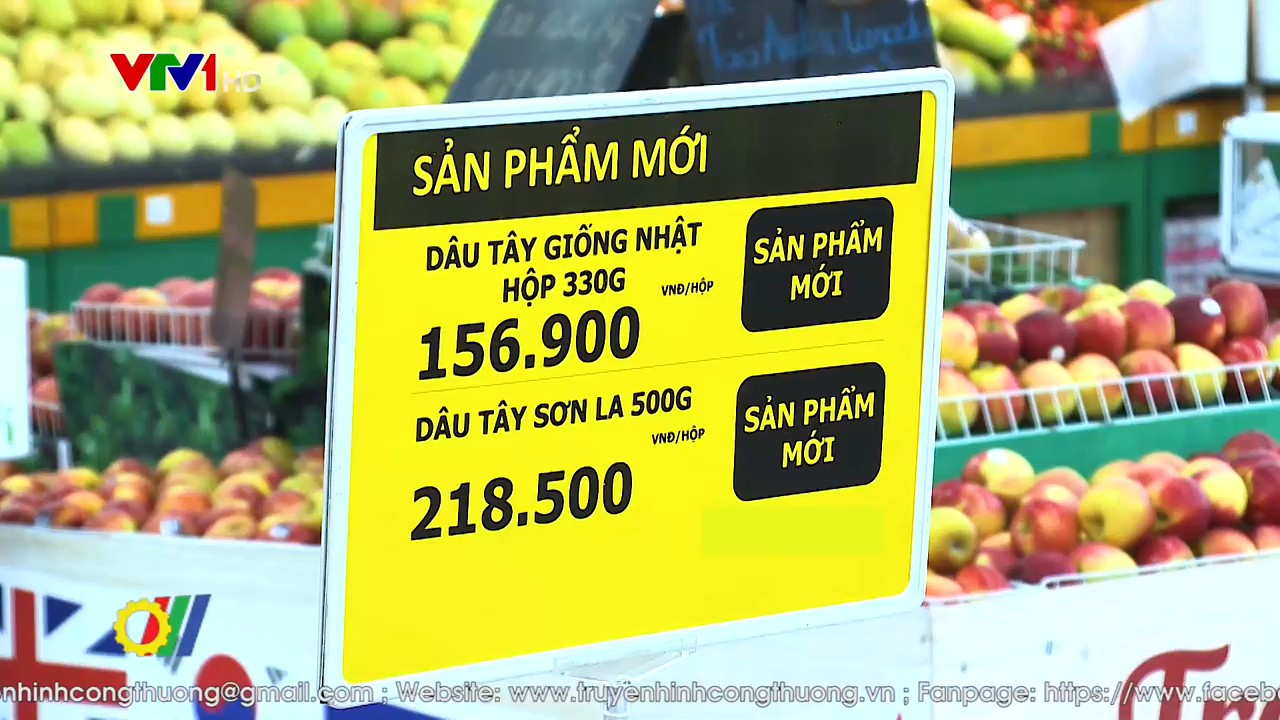 VTV1 HD
SẢN PHẨM MỚI
DÂU TÂY GIỐNG NHẬT
HỘP 330G
VNĐ/HỘP
156.900
SẢN PHẨM
MỚI
DÂU TÂY SƠN LA 500G
VNĐ/HỘP
218.500
SẢN PHẨM
MỚI
nhinhcongthuong@gmail.com ; Website: www.truyenhinhcongthuong.vn ; Fanpage: https://www.faceb